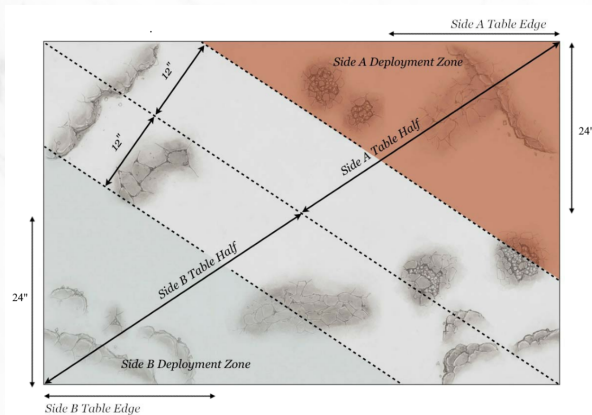 Side A Table Edge
Side A Deployment Zone
12"
12"
24"
Side A Table Half
Side B Table Half
24"
Side B Deployment Zone
Side B Table Edge